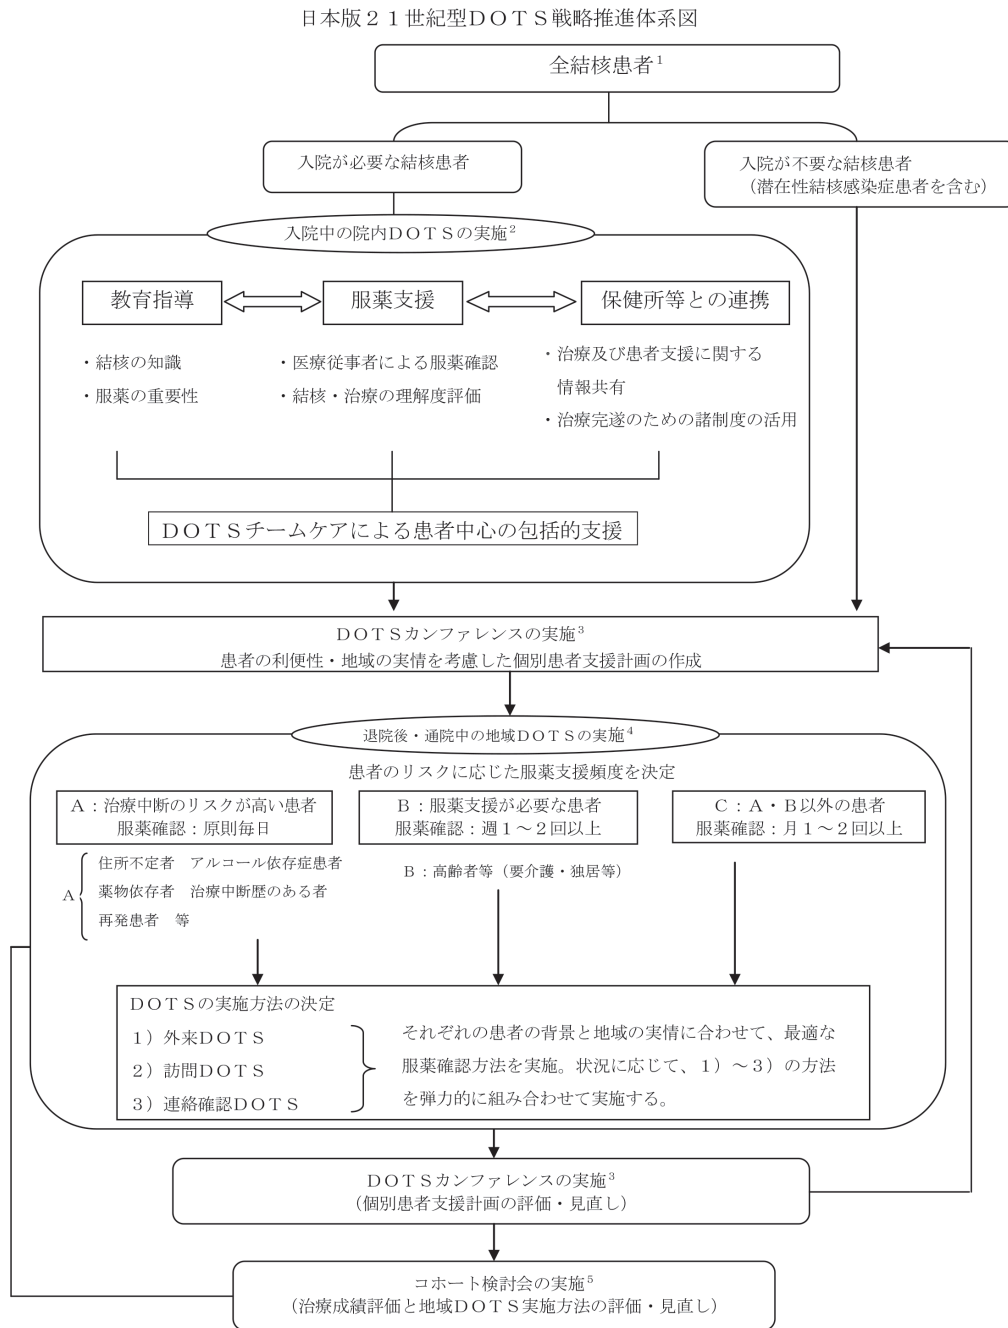 日本版２１世紀型ＤＯＴＳ戦略推進体系図
全結核患者¹
入院が必要な結核患者
入院が不要な結核患者
（潜在性結核感染症患者を含む）
入院中の院内ＤＯＴＳの実施²
教育指導
服薬支援
保健所等との連携
・結核の知識
・服薬の重要性
・医療従事者による服薬確認
・結核・治療の理解度評価
・治療及び患者支援に関する
情報共有
・治療完遂のための諸制度の活用
ＤＯＴＳチームケアによる患者中心の包括的支援
ＤＯＴＳカンファレンスの実施³
患者の利便性・地域の実情を考慮した個別患者支援計画の作成
退院後・通院中の地域ＤＯＴＳの実施⁴
患者のリスクに応じた服薬支援頻度を決定
Ａ：治療中断のリスクが高い患者
服薬確認：原則毎日
Ｂ：服薬支援が必要な患者
服薬確認：週１～２回以上
Ｃ：Ａ・Ｂ以外の患者
服薬確認：月１～２回以上
Ａ
住所不定者　アルコール依存症患者
薬物依存者　治療中断歴のある者
再発患者　等
Ｂ：高齢者等（要介護・独居等）
ＤＯＴＳの実施方法の決定
１）外来ＤＯＴＳ
２）訪問ＤＯＴＳ
３）連絡確認ＤＯＴＳ
それぞれの患者の背景と地域の実情に合わせて、最適な
服薬確認方法を実施。状況に応じて、１）～３）の方法
を弾力的に組み合わせて実施する。
ＤＯＴＳカンファレンスの実施³
（個別患者支援計画の評価・見直し）
コホート検討会の実施⁵
（治療成績評価と地域ＤＯＴＳ実施方法の評価・見直し）